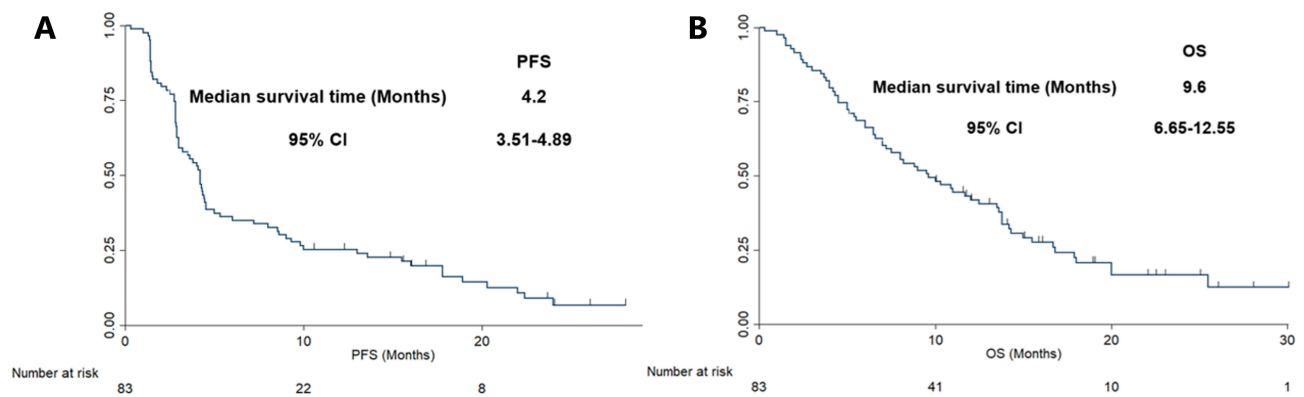 A
1.00
0.75
0.50
0.25
0.00
PFS
Median survival time (Months) 4.2
95% CI 3.51-4.89
0 10 20
PFS (Months)
Number at risk
83 22 8
B
1.00
0.75
0.50
0.25
0.00
OS
Median survival time (Months) 9.6
95% CI 6.65-12.55
0 10 20 30
OS (Months)
Number at risk
83 41 10 1